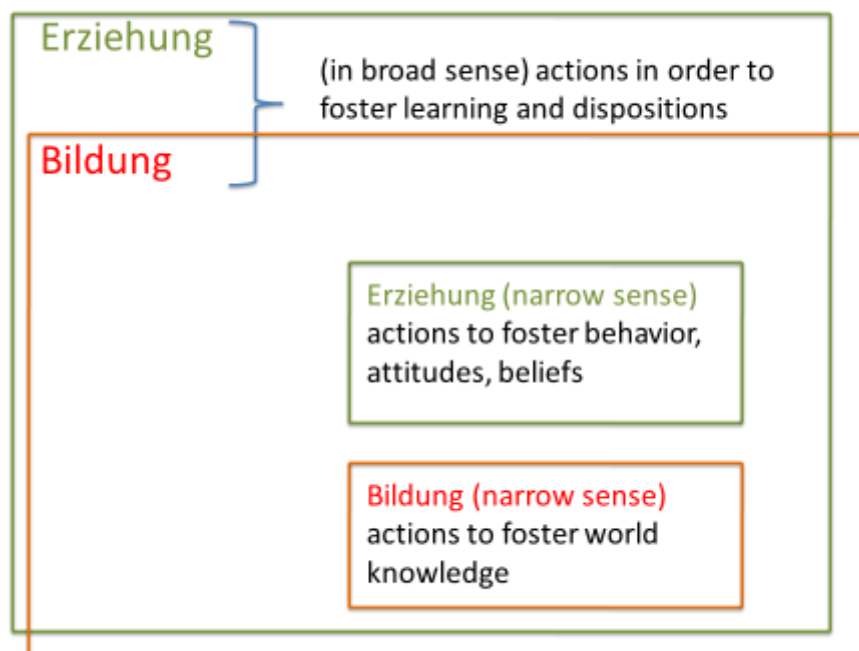 Erziehung
(in broad sense) actions in order to
foster learning and dispositions
Bildung
Erziehung (narrow sense)
actions to foster behavior,
attitudes, beliefs
Bildung (narrow sense)
actions to foster world
knowledge